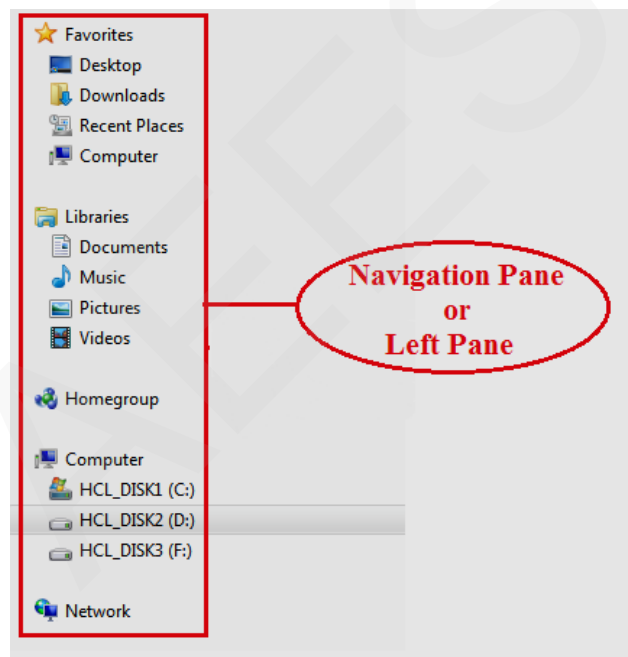 Favorites
Desktop
Downloads
Recent Places
Computer
Libraries
Documents
Music
Pictures
Videos
Navigation Pane
or
Left Pane
Homegroup
Computer
HCL_DISK1 (C:)
HCL_DISK2 (D:)
HCL_DISK3 (F:)
Network